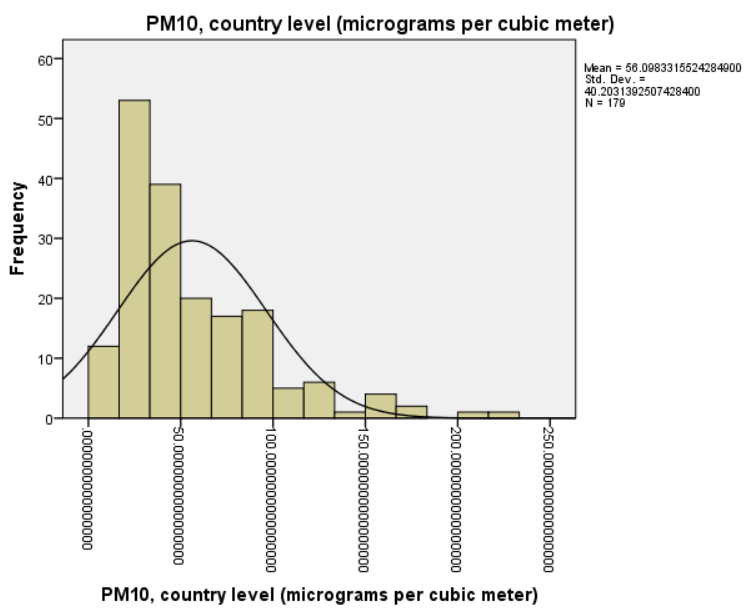 PM10, country level (micrograms per cubic meter)
Mean = 56.0983315524284900
Std. Dev. =
40.2031392507428400
N = 179
60
50
40
30
20
10
0
Frequency
.0000000000000000
50.0000000000000000
100.0000000000000000
150.0000000000000000
200.0000000000000000
250.0000000000000000
PM10, country level (micrograms per cubic meter)